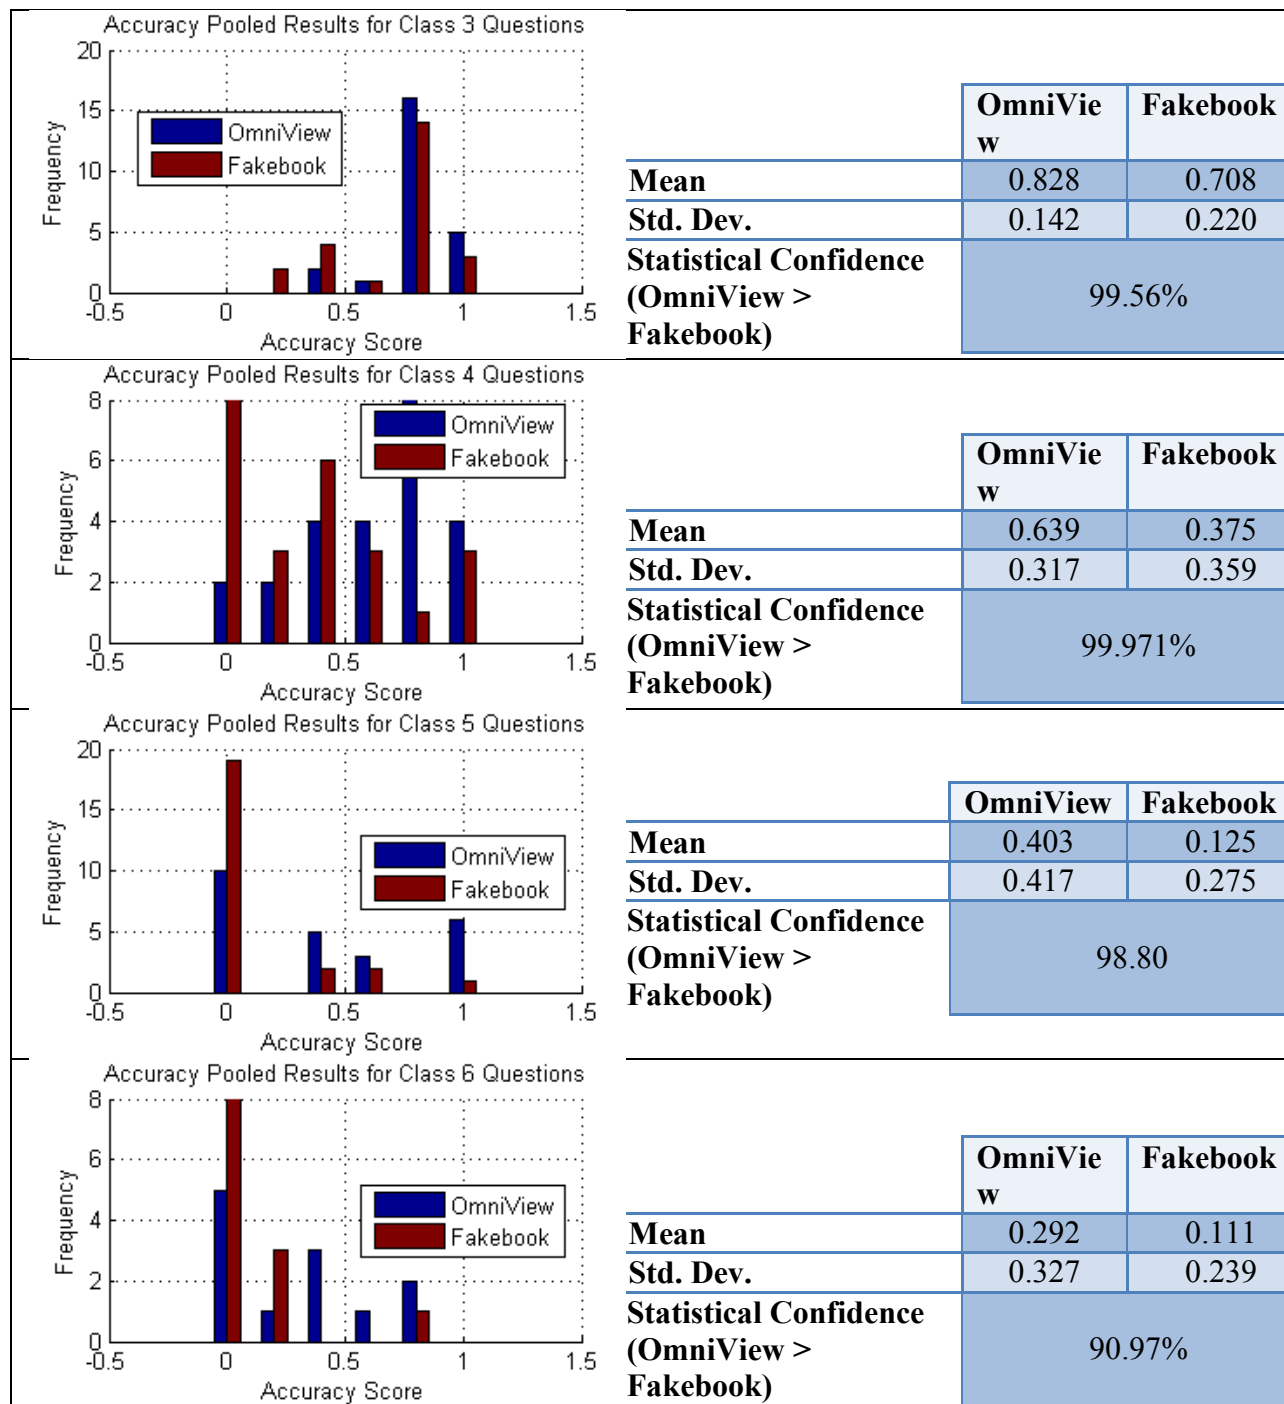 Accuracy Pooled Results for Class 3 Questions
20
15
10
5
0
Frequency
OmniView
Fakebook
-0.5
0
0.5
1
1.5
Accuracy Score
OmniVie
w
Fakebook
Mean
0.828
0.708
Std. Dev.
0.142
0.220
Statistical Confidence
(OmniView >
Fakebook)
99.56%
Accuracy Pooled Results for Class 4 Questions
8
6
4
2
0
Frequency
OmniView
Fakebook
-0.5
0
0.5
1
1.5
Accuracy Score
OmniVie
w
Fakebook
Mean
0.639
0.375
Std. Dev.
0.317
0.359
Statistical Confidence
(OmniView >
Fakebook)
99.971%
Accuracy Pooled Results for Class 5 Questions
20
15
10
5
0
Frequency
OmniView
Fakebook
-0.5
0
0.5
1
1.5
Accuracy Score
OmniView
Fakebook
Mean
0.403
0.125
Std. Dev.
0.417
0.275
Statistical Confidence
(OmniView >
Fakebook)
98.80
Accuracy Pooled Results for Class 6 Questions
8
6
4
2
0
Frequency
OmniView
Fakebook
-0.5
0
0.5
1
1.5
Accuracy Score
OmniVie
w
Fakebook
Mean
0.292
0.111
Std. Dev.
0.327
0.239
Statistical Confidence
(OmniView >
Fakebook)
90.97%